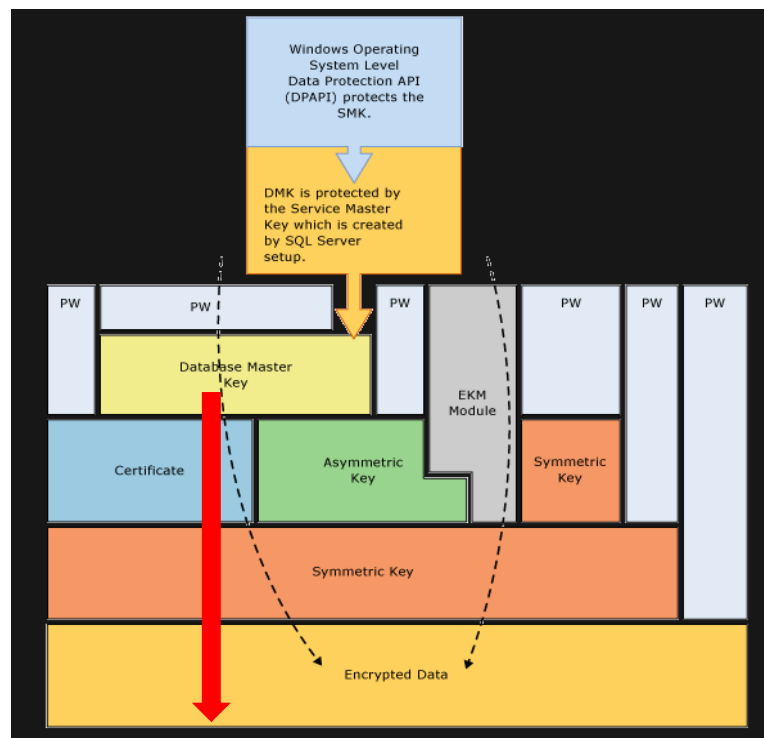 Windows Operating
System Level
Data Protection API
(DPAPI) protects the
SMK.
DMK is protected by
the Service Master
Key which is created
by SQL Server
setup.
PW
PW
PW
PW
PW
PW
Database Master
Key
EKM
Module
Certificate
Asymmetric
Key
Symmetric
Key
Symmetric Key
Encrypted Data